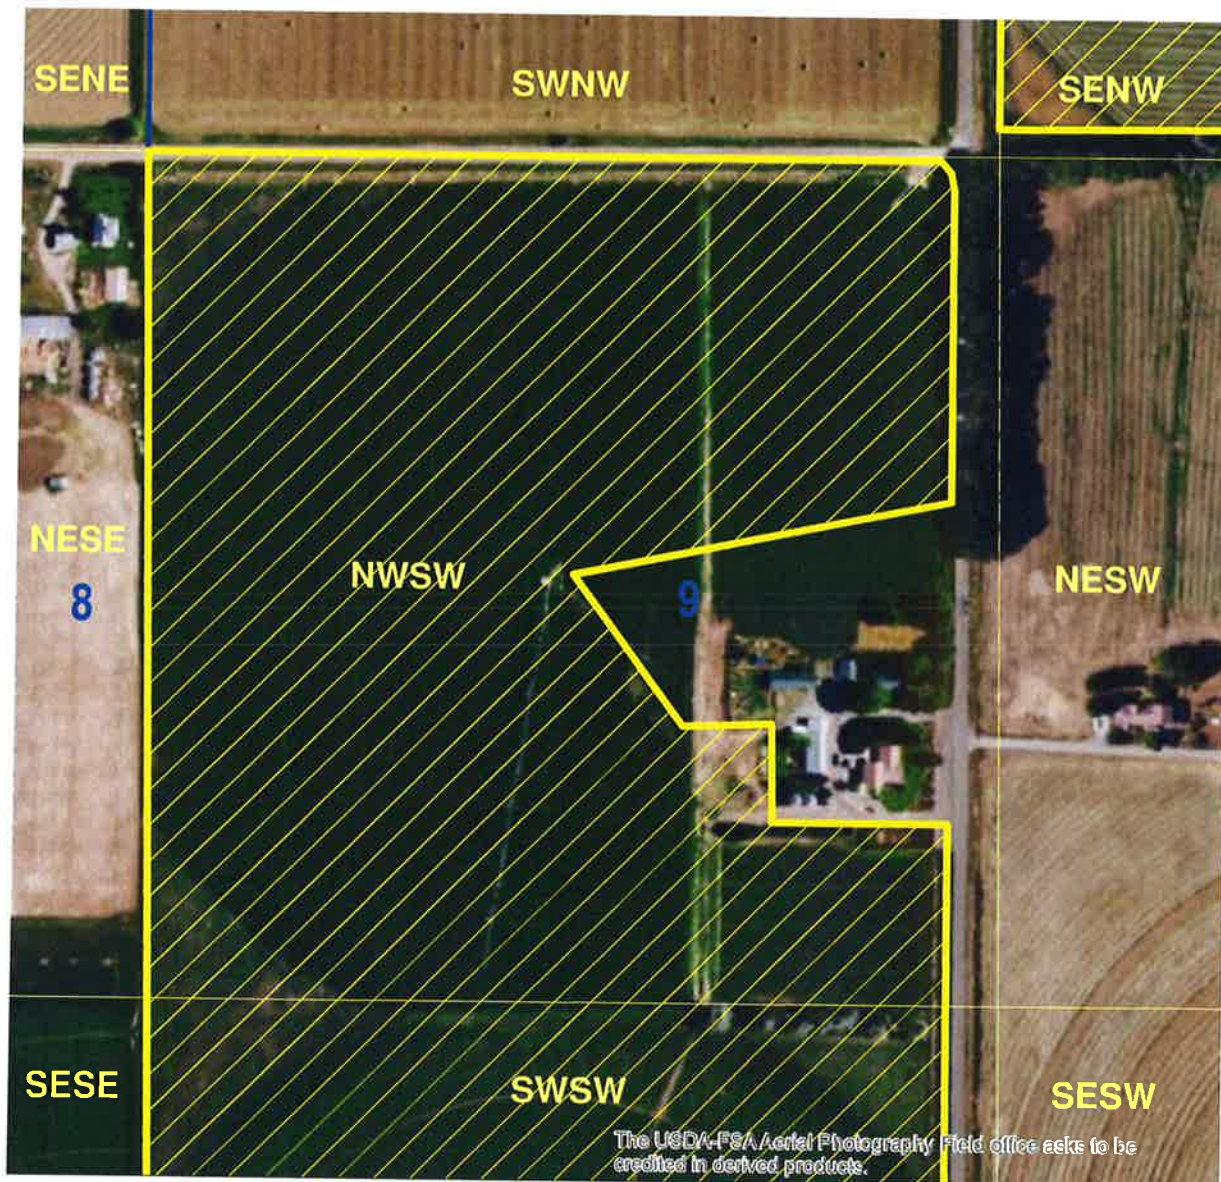 SENE
SWNW
SENW
NESE
NWSW
NESW
8
9
SESE
SWSW
SESW
The USDA-FSA Aerial Photography Field office asks to be
credited in derived products.